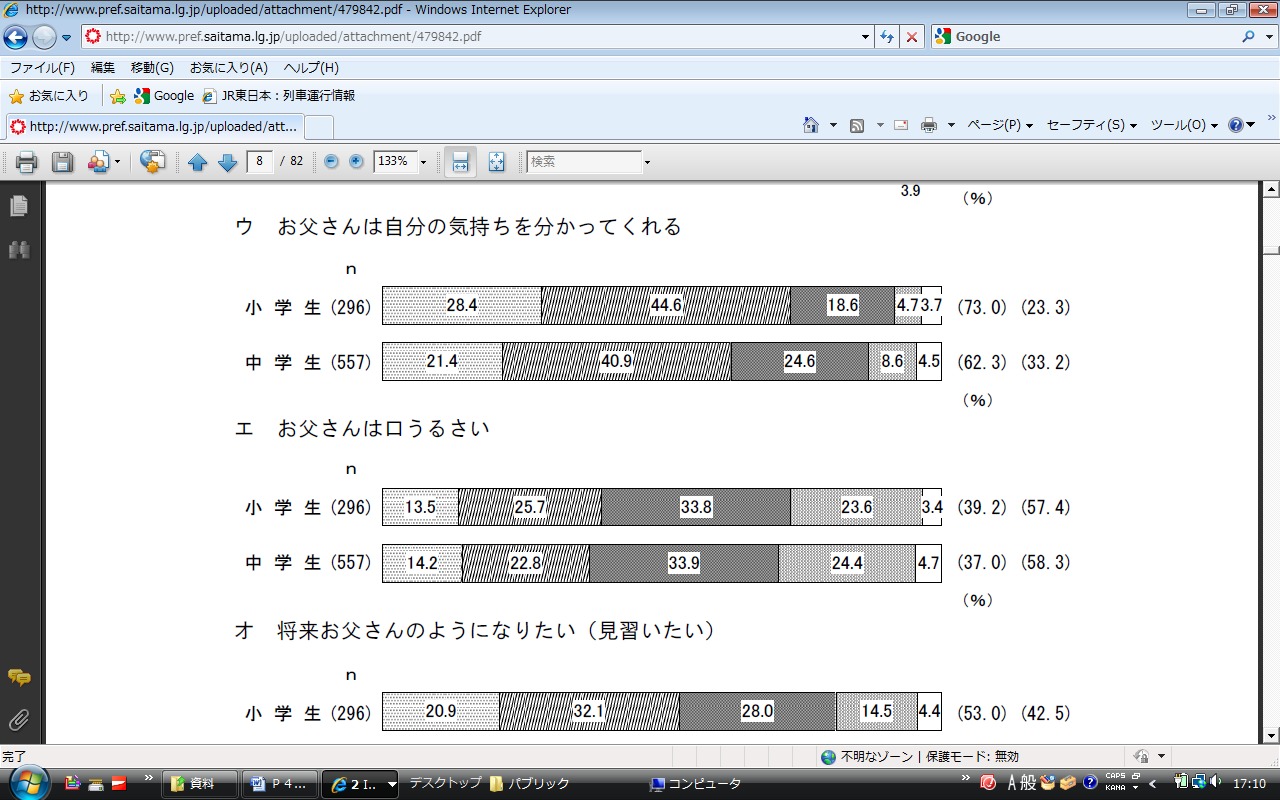 http://www.pref.saitama.lg.jp/uploaded/attachment/479842.pdf - Windows Internet Explorer
http://www.pref.saitama.lg.jp/uploaded/attachment/479842.pdf
Google
ファイル(F) 編集 移動(G) お気に入り(A) ヘルプ(H)
お気に入り Google JR東日本：列車運行情報
http://www.pref.saitama.lg.jp/uploaded/att...
ページ(P) セーフティ(S) ツール(O)
8 / 82 133% 検索
3.9 （%）
ウ お父さんは自分の気持ちを分かってくれる
n
小学生(296) 28.4 44.6 18.6 4.7 3.7 (73.0) (23.3)
中学生(557) 21.4 40.9 24.6 8.6 4.5 (62.3) (33.2)
（%）
エ お父さんは口うるさい
n
小学生(296) 13.5 25.7 33.8 23.6 3.4 (39.2) (57.4)
中学生(557) 14.2 22.8 33.9 24.4 4.7 (37.0) (58.3)
（%）
オ 将来お父さんのようになりたい（見習いたい）
n
小学生(296) 20.9 32.1 28.0 14.5 4.4 (53.0) (42.5)
完了 不明なゾーン | 保護モード: 無効
資料 P 4... 2 I... デスクトップ パブリック コンピュータ A 般 CAPS KANA 17:10